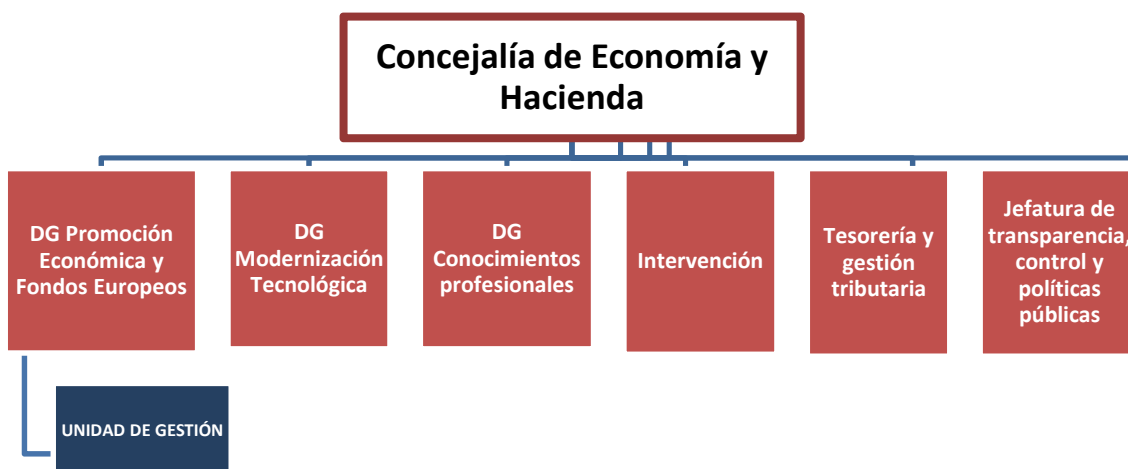 Concejalía de Economía y
Hacienda
DG Promoción
Económica y
Fondos Europeos
DG
Modernización
Tecnológica
DG
Conocimientos
profesionales
Intervención
Tesorería y
gestión
tributaria
Jefatura de
transparencia,
control y
políticas
públicas
UNIDAD DE GESTIÓN